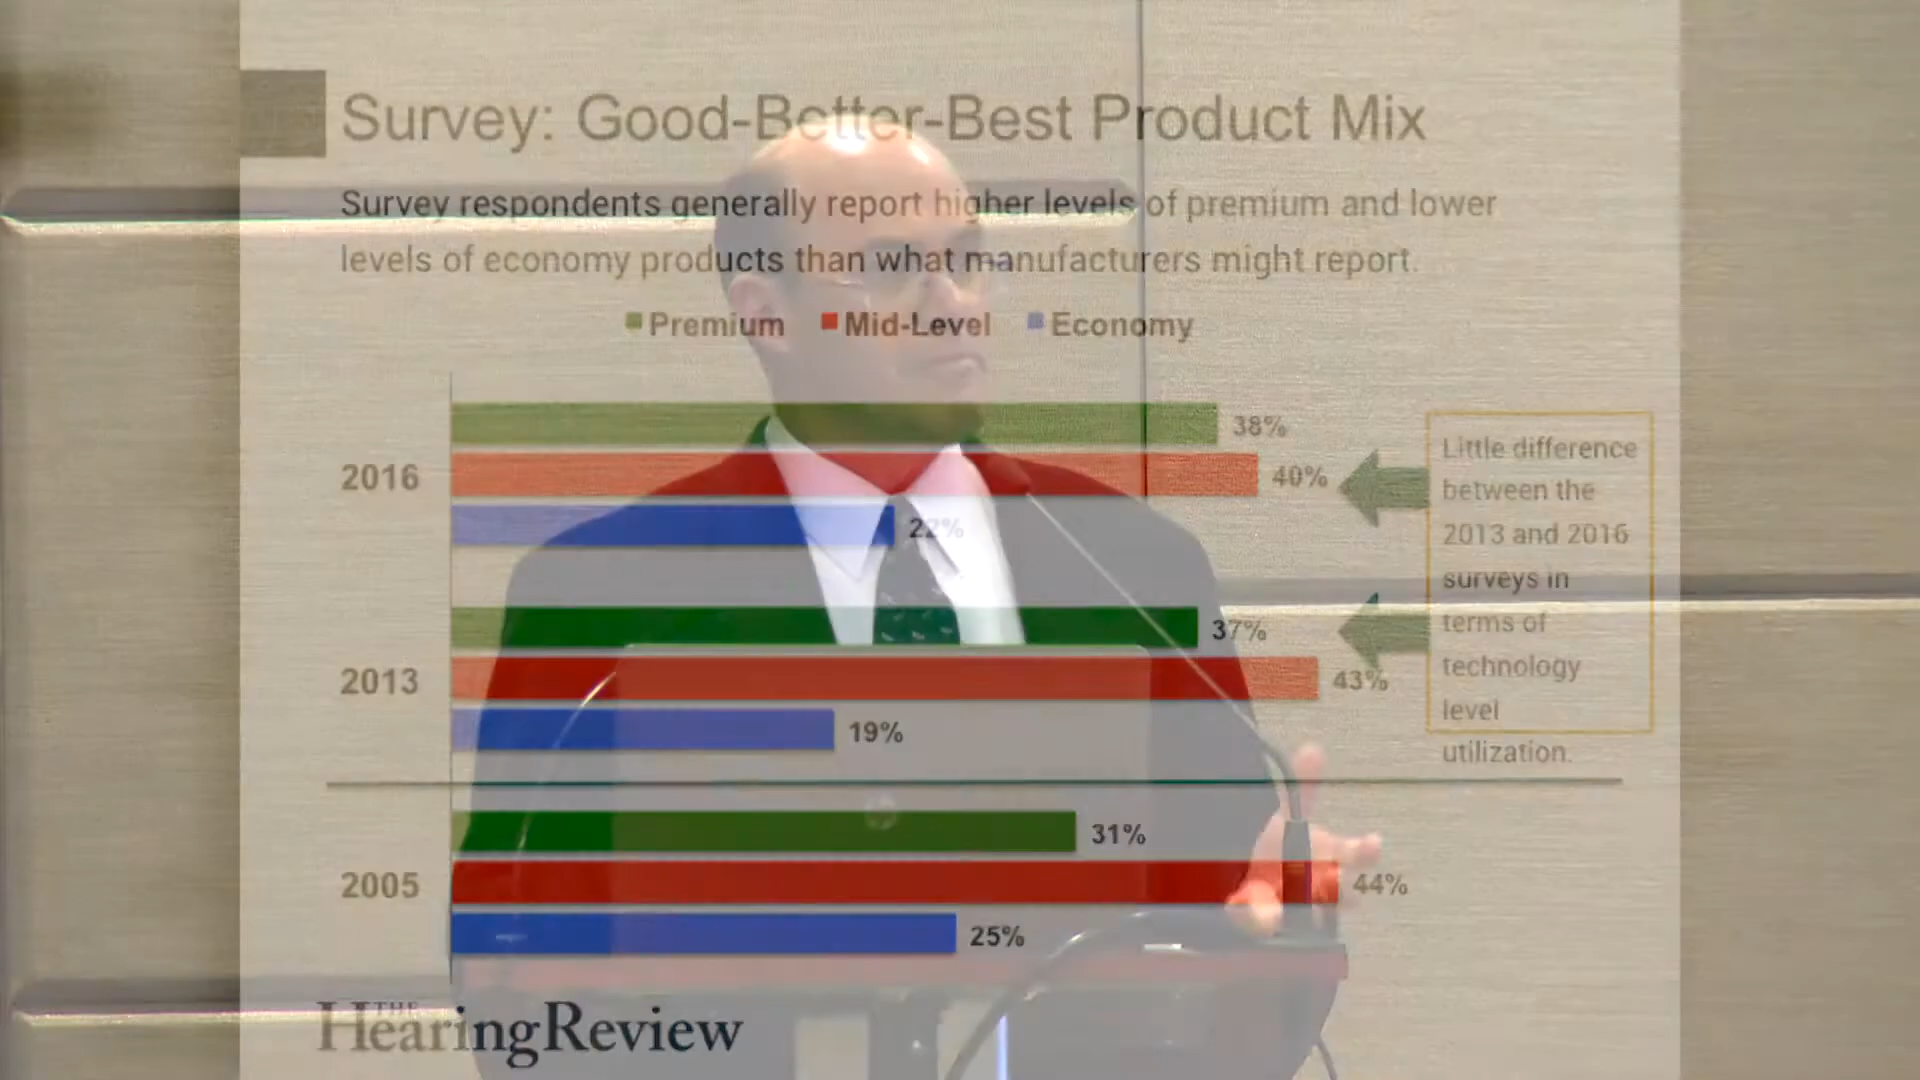 Survey: Good-Better-Best Product Mix
Survey respondents generally report higher levels of premium and lower
levels of economy products than what manufacturers might report.
Premium Mid-Level Economy
2016
38%
40%
22%
2013
37%
43%
19%
2005
31%
44%
25%
Little difference
between the
2013 and 2016
surveys in
terms of
technology
level
utilization.
THE
HearingReview